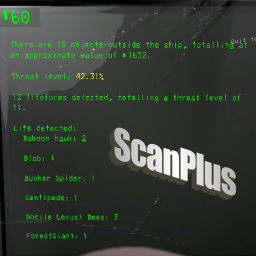 ▮60
There are 18 objects outside the ship, totalling at
an approximate value of ▮1652.
Quit
Threat level: 42.31%
12 lifeforms detected, totalling a threat level of
11.
Life detected:
Baboon hawk: 2
Blob: 1
ScanPlus
Bunker Spider: 1
Centipede: 1
Docile Locust Bees: 3
ForestGiant: 1